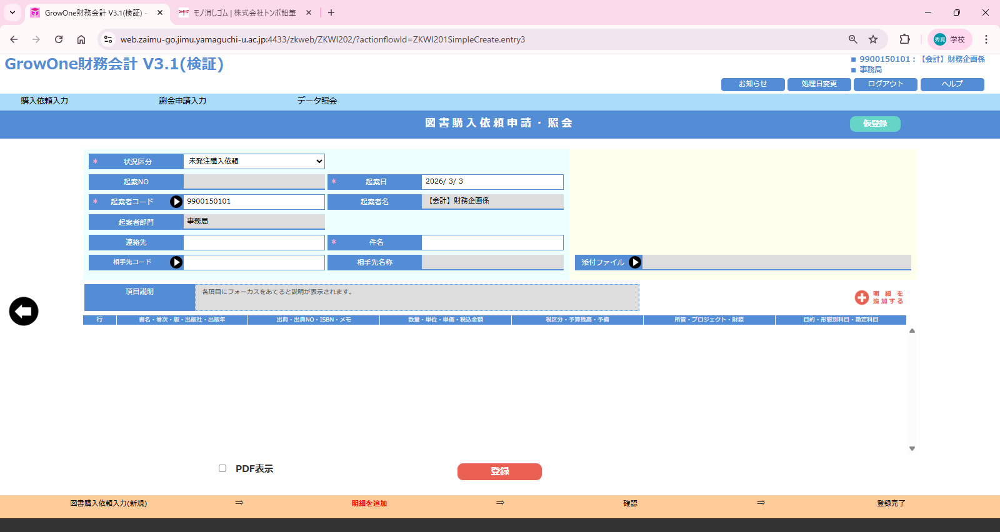 GrowOne財務会計 V3.1(検証) -
モノ消しゴム | 株式会社トンボ鉛筆
web.zaimu-go.jimu.yamaguchi-u.ac.jp:4433/zkweb/ZKWI202/?actionflowId=ZKWI201SimpleCreate.entry3
秀晃 学校
GrowOne財務会計 V3.1(検証)
■ 9900150101：【会計】財務企画係
■ 事務局
お知らせ 処理日変更 ログアウト ヘルプ
購入依頼入力 謝金申請入力 データ照会
図書購入依頼申請・照会 仮登録
* 状況区分 未発注購入依頼
起案NO * 起案日 2026/ 3/ 3
* 起案者コード 9900150101 起案者名 【会計】財務企画係
起案者部門 事務局
連絡先 * 件名
相手先コード 相手先名称 添付ファイル
項目説明 各項目にフォーカスをあてると説明が表示されます。
明細を
追加する
行 書名・巻次・版・出版社・出版年 出典・出典NO・ISBN・メモ 数量・単位・単価・税込金額 税区分・予算残高・予備 所管・プロジェクト・財源 目的・形態別科目・勘定科目
PDF表示 登録
図書購入依頼入力(新規) ⇒ 明細を追加 ⇒ 確認 ⇒ 登録完了